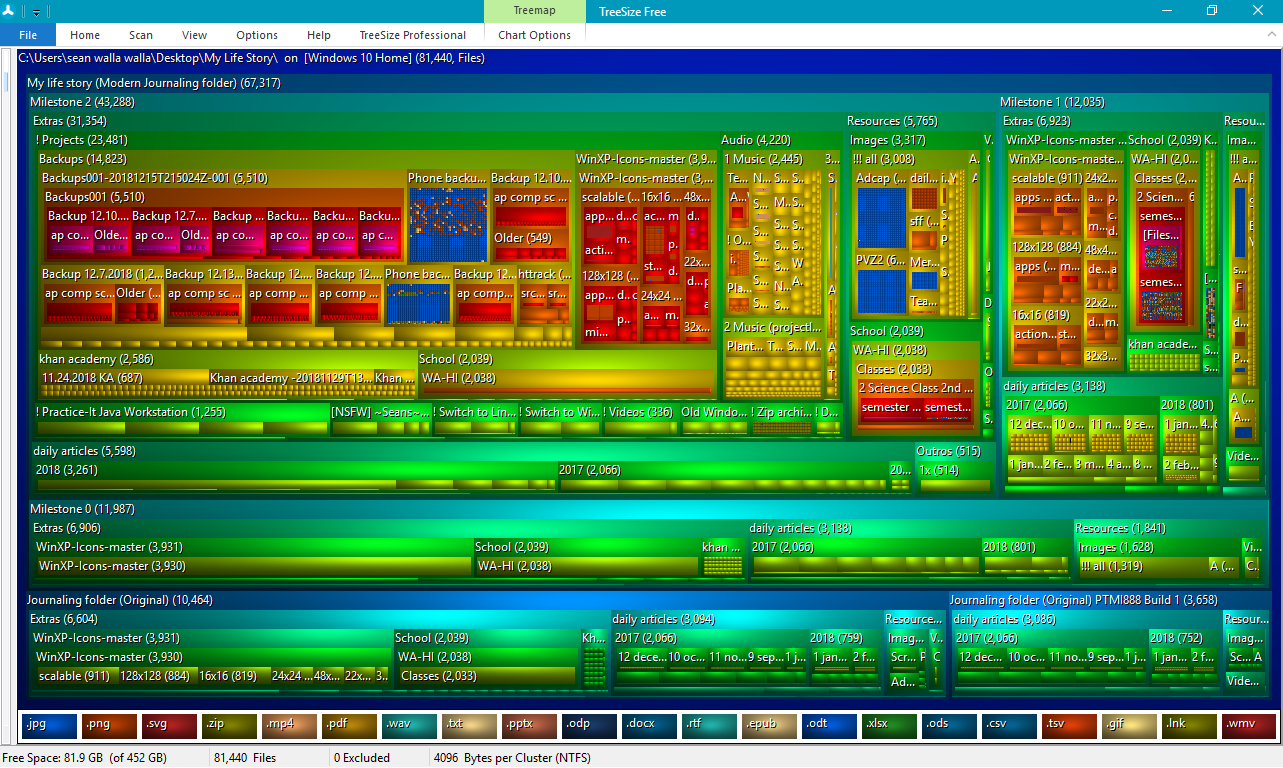 Treemap
TreeSize Free
File Home Scan View Options Help TreeSize Professional Chart Options
C:\Users\sean walla walla\Desktop\My Life Story\ on [Windows 10 Home] (81,440, Files)
My life story (Modern Journaling folder) (67,317)
Milestone 2 (43,288)
Milestone 1 (12,035)
Extras (31,354)
Resources (5,765)
Extras (6,923)
Resou...
! Projects (23,481)
Audio (4,220)
Images (3,317)
V.
WinXP-Icons-master (3,9...
School (2,039)
K..
Ima...
Backups (14,823)
WinXP-Icons-master (3,9...
1 Music (2,445)
3...
!!! all (3,008)
A..
WinXP-Icons-maste...
WA-HI (2,0...
!!! a...
Backups001-20181215T215024Z-001 (5,510)
Phone backu...
Backup 12.10...
WinXP-Icons-master (3,...
Te...
N...
Adcap (...
dail...
i..
scalable (911)
24x2...
Classes (2,...
A..
Backups001 (5,510)
ap comp sc ...
scalable (...
16x16 ...
48x...
apps ...
act...
2 Scien...
6
Backup 12.10....
Backup 12.7....
Backup ...
Backu...
Backu...
Backu...
app...
d...
semes...
ap co...
Olde...
ap co...
Old...
ap co...
ap c...
ap c...
ap c...
Older (549)
acti...
m.
128x128 (884)
48x4...
[Files...
Backup 12.7.2018 (1,2...
Backup 12.13...
Backup 12....
Backup 12....
Phone bac...
Backup 12...
httrack (...
128x128 (...
24x24 ...
22x...
PVZ2 (6...
Mer...
apps (...
semes...
ap comp sc...
Older (...
ap comp sc ...
ap comp ...
ap comp ...
ap comp...
src...
sr...
app...
mi...
32x...
Pla...
2 Music (projectl...
Tea...
School (2,039)
16x16 (819)
22x2...
action...
32x3...
khan academy (2,586)
School (2,039)
Plant...
T...
S...
M..
WA-HI (2,038)
khan acade...
11.24.2018 KA (687)
Khan academy -20181129T13...
Khan ...
WA-HI (2,038)
Classes (2,033)
daily articles (3,138)
2 Science Class 2nd ...
2017 (2,066)
2018 (801)
semester ...
semest...
! Practice-It Java Workstation (1,255)
[NSFW] ~Seans~...
! Switch to Lin...
! Switch to Wi...
! Videos (336)
Old Windo...
! Zip archi...
! D...
12 dec...
10 o...
11 n...
9 se...
1 jan...
daily articles (5,598)
Outros (515)
Vide...
2018 (3,261)
2017 (2,066)
20...
1x (514)
1 jan...
2 fe...
3 m...
4 a...
8 ...
2 feb...
Milestone 0 (11,987)
Extras (6,906)
daily articles (3,138)
Resources (1,841)
WinXP-Icons-master (3,931)
School (2,039)
khan ...
2017 (2,066)
2018 (801)
Images (1,628)
Vi...
WinXP-Icons-master (3,930)
WA-HI (2,038)
!!! all (1,319)
A (...
C..
Journaling folder (Original) (10,464)
Journaling folder (Original) PTMI888 Build 1 (3,658)
Extras (6,604)
daily articles (3,094)
Resource...
daily articles (3,086)
Resour...
WinXP-Icons-master (3,931)
School (2,039)
Kh...
2017 (2,066)
2018 (759)
Imag...
V..
2017 (2,066)
2018 (752)
Imag...
WinXP-Icons-master (3,930)
WA-HI (2,038)
12 dece...
10 oc...
11 no...
9 sep...
1 j...
1 jan...
2 f...
Scr...
P
C
12 dec...
10 oc...
11 no...
9 sep...
1 j...
1 jan...
2 f...
Sc...
A
scalable (911)
128x128 (884)
16x16 (819)
24x24 ...
48x...
22x...
3...
Classes (2,033)
Ad...
Vide...
.jpg .png .svg .zip .mp4 .pdf .wav .txt .pptx .odp .docx .rtf .epub .odt .xlsx .ods .csv .tsv .gif .lnk .wmv
Free Space: 81.9 GB (of 452 GB) 81,440 Files 0 Excluded 4096 Bytes per Cluster (NTFS)